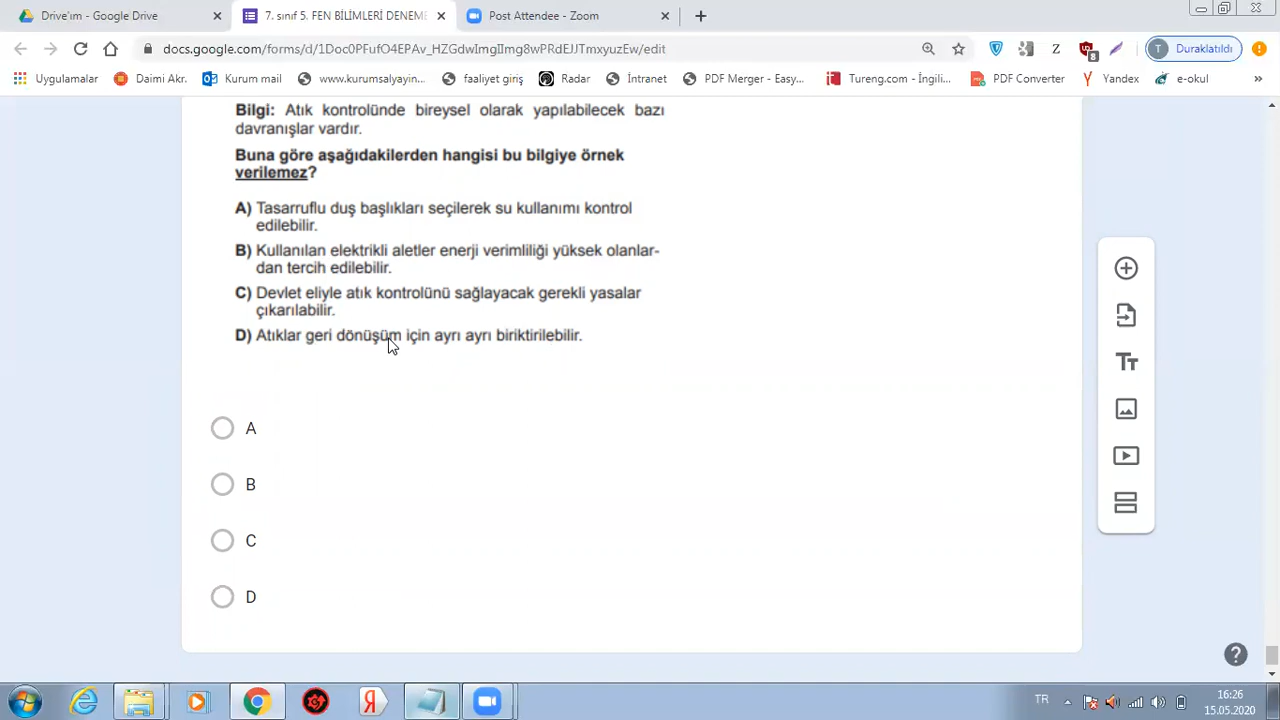 Drive'ım - Google Drive
7. sınıf 5. FEN BİLİMLERİ DENEME
Post Attendee - Zoom
docs.google.com/forms/d/1Doc0PFufO4EPAv_HZGdwImgIImg8wPRdEJJTmxyuzEw/edit
T Duraklatıldı
Uygulamalar
Daimi Akr.
Kurum mail
www.kurumsalyayin...
faaliyet giriş
Radar
İntranet
PDF Merger - Easy...
Tureng.com - İngili...
PDF Converter
Yandex
e-okul
»
Bilgi: Atık kontrolünde bireysel olarak yapılabilecek bazı
davranışlar vardır.
Buna göre aşağıdakilerden hangisi bu bilgiye örnek
verilemez?
A) Tasarruflu duş başlıkları seçilerek su kullanımı kontrol
edilebilir.
B) Kullanılan elektrikli aletler enerji verimliliği yüksek olanlar-
dan tercih edilebilir.
C) Devlet eliyle atık kontrolünü sağlayacak gerekli yasalar
çıkarılabilir.
D) Atıklar geri dönüşüm için ayrı ayrı biriktirilebilir.
A
B
C
D
TR
16:26
15.05.2020